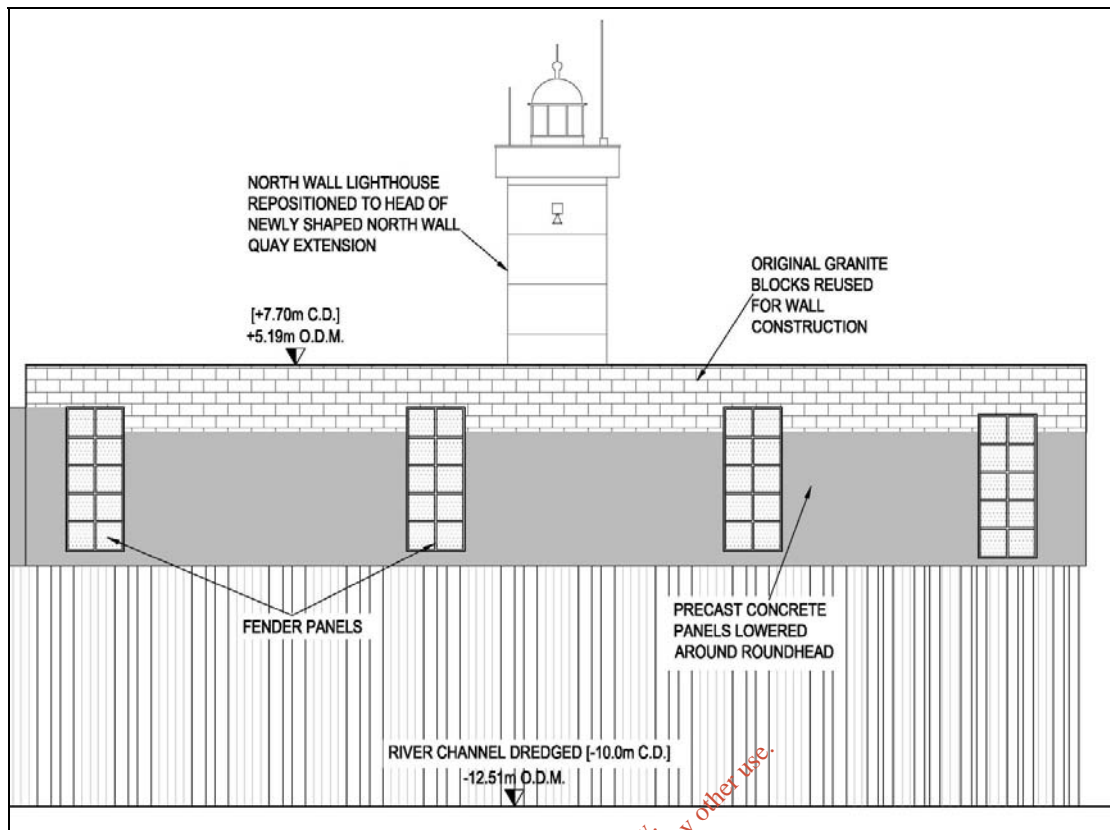 NORTH WALL LIGHTHOUSE
REPOSITIONED TO HEAD OF
NEWLY SHAPED NORTH WALL
QUAY EXTENSION
ORIGINAL GRANITE
BLOCKS REUSED
FOR WALL
CONSTRUCTION
[+7.70m C.D.]
+5.19m O.D.M.
FENDER PANELS
PRECAST CONCRETE
PANELS LOWERED
AROUND ROUNDHEAD
RIVER CHANNEL DREDGED [-10.0m C.D.]
-12.51m O.D.M.
other use.